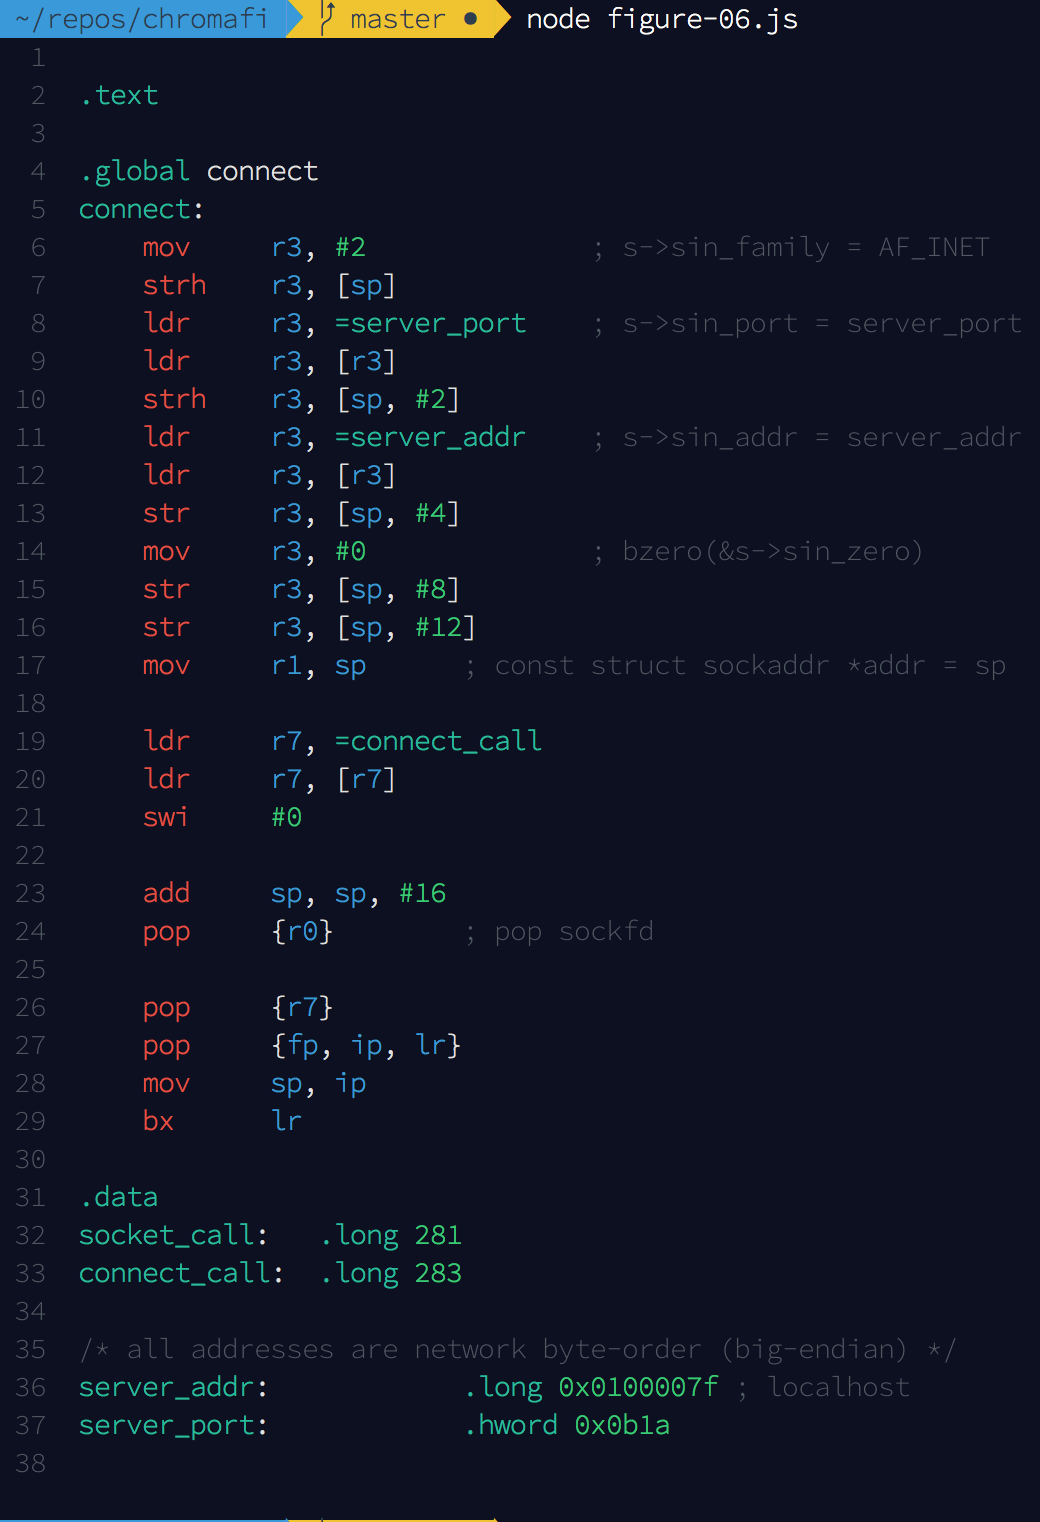 ~/repos/chromafi master ● node figure-06.js
1
2 .text
3
4 .global connect
5 connect:
6     mov     r3, #2              ; s->sin_family = AF_INET
7     strh    r3, [sp]
8     ldr     r3, =server_port    ; s->sin_port = server_port
9     ldr     r3, [r3]
10     strh    r3, [sp, #2]
11     ldr     r3, =server_addr    ; s->sin_addr = server_addr
12     ldr     r3, [r3]
13     str     r3, [sp, #4]
14     mov     r3, #0              ; bzero(&s->sin_zero)
15     str     r3, [sp, #8]
16     str     r3, [sp, #12]
17     mov     r1, sp      ; const struct sockaddr *addr = sp
18
19     ldr     r7, =connect_call
20     ldr     r7, [r7]
21     swi     #0
22
23     add     sp, sp, #16
24     pop     {r0}        ; pop sockfd
25
26     pop     {r7}
27     pop     {fp, ip, lr}
28     mov     sp, ip
29     bx      lr
30
31 .data
32 socket_call:   .long 281
33 connect_call:  .long 283
34
35 /* all addresses are network byte-order (big-endian) */
36 server_addr:            .long 0x0100007f ; localhost
37 server_port:            .hword 0x0b1a
38